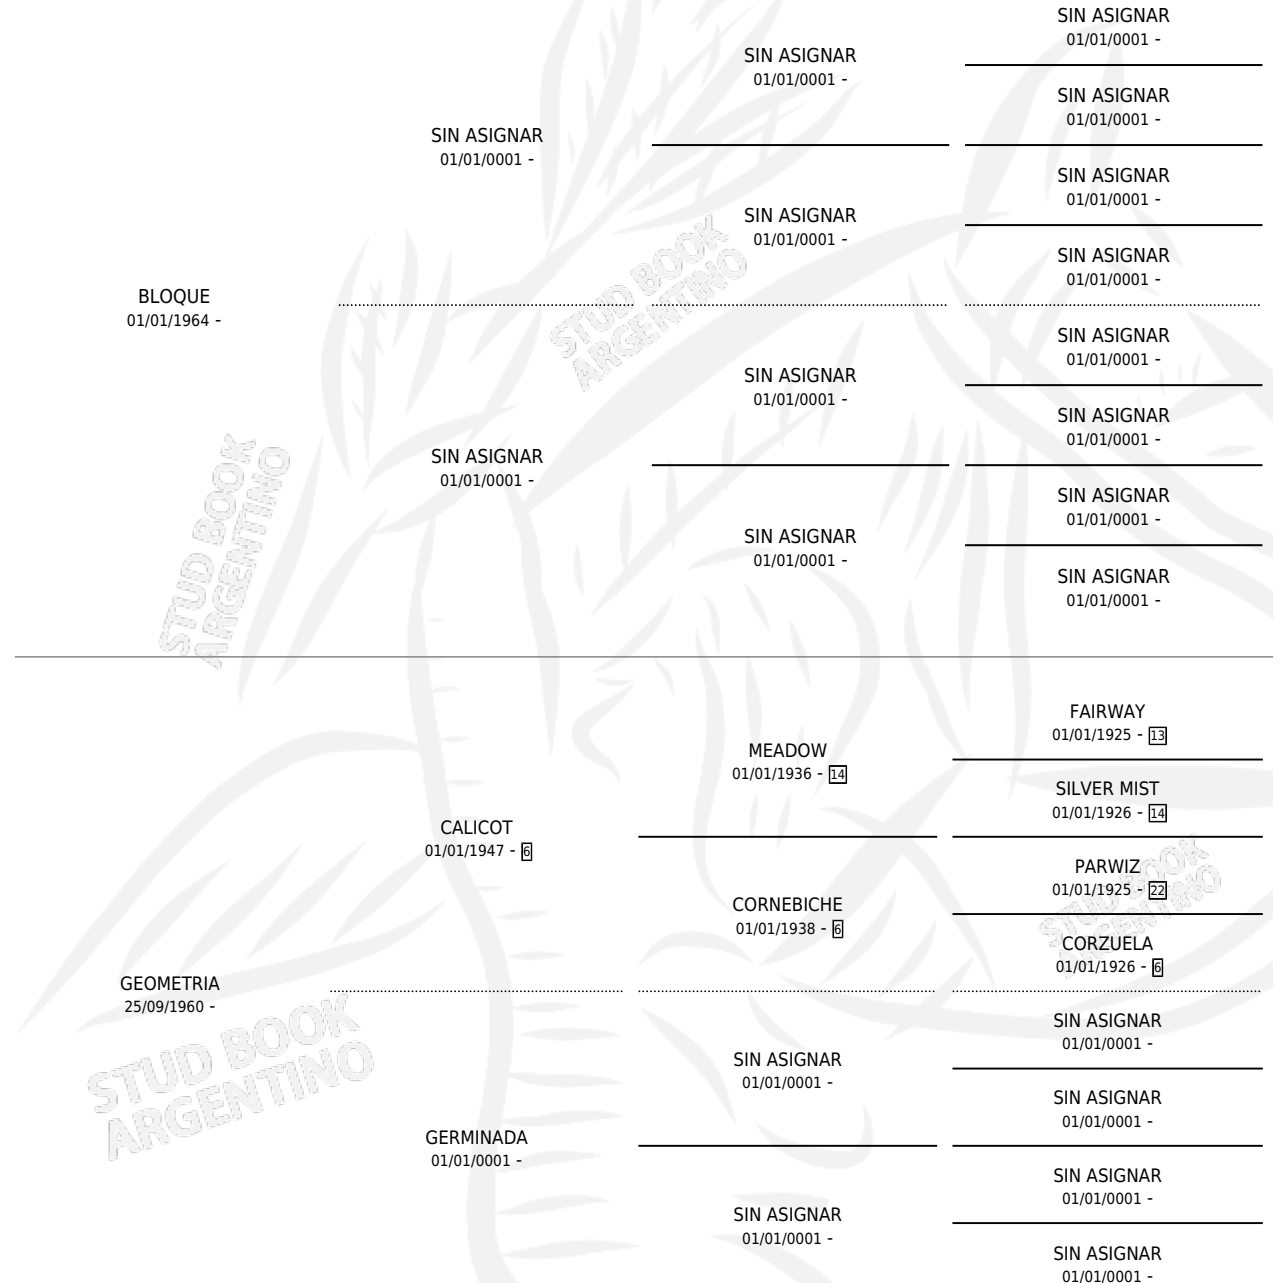 SIN ASIGNAR
01/01/0001 -
SIN ASIGNAR
01/01/0001 -
SIN ASIGNAR
01/01/0001 -
SIN ASIGNAR
01/01/0001 -
SIN ASIGNAR
01/01/0001 -
SIN ASIGNAR
01/01/0001 -
SIN ASIGNAR
01/01/0001 -
STUD BOOK
ARGENTINO
BLOQUE
01/01/1964 -
SIN ASIGNAR
01/01/0001 -
SIN ASIGNAR
01/01/0001 -
SIN ASIGNAR
01/01/0001 -
SIN ASIGNAR
01/01/0001 -
STUD BOOK
ARGENTINO
SIN ASIGNAR
01/01/0001 -
SIN ASIGNAR
01/01/0001 -
SIN ASIGNAR
01/01/0001 -
FAIRWAY
01/01/1925 - 13
MEADOW
01/01/1936 - 14
SILVER MIST
01/01/1926 - 14
CALICOT
01/01/1947 - 6
PARWIZ
01/01/1925 - 22
CORNEBICHE
01/01/1938 - 6
STUD BOOK
ARGENTINO
CORZUELA
01/01/1926 - 6
GEOMETRIA
25/09/1960 -
STUD BOOK
ARGENTINO
SIN ASIGNAR
01/01/0001 -
SIN ASIGNAR
01/01/0001 -
SIN ASIGNAR
01/01/0001 -
GERMINADA
01/01/0001 -
SIN ASIGNAR
01/01/0001 -
SIN ASIGNAR
01/01/0001 -
SIN ASIGNAR
01/01/0001 -